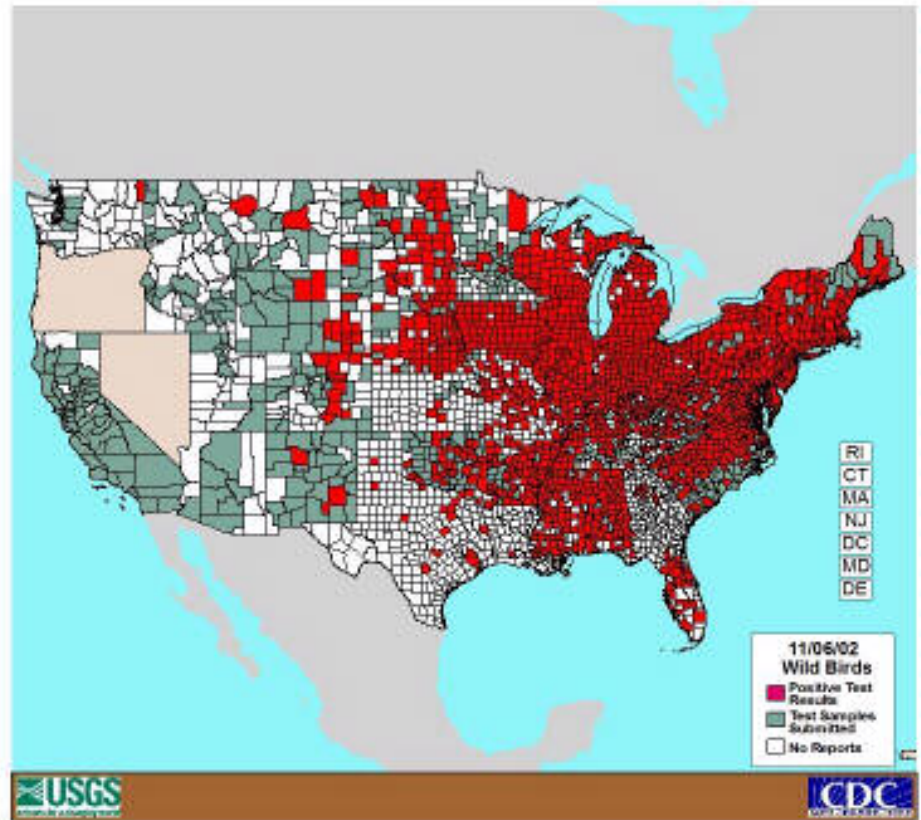 RI
CT
MA
NJ
DC
MD
DE
11/06/02
Wild Birds
Positive Test
Results
Test Samples
Submitted
No Reports
USGS
CDC